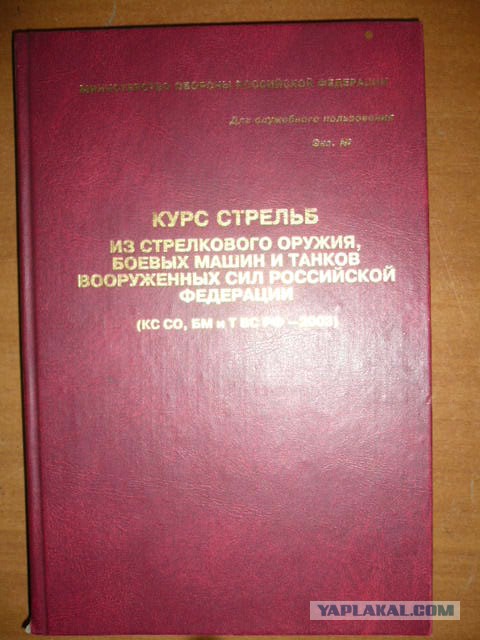 МИНИСТЕРСТВО ОБОРОНЫ РОССИЙСКОЙ ФЕДЕРАЦИИ
Для служебного пользования
Экз. №
КУРС СТРЕЛЬБ
ИЗ СТРЕЛКОВОГО ОРУЖИЯ,
БОЕВЫХ МАШИН И ТАНКОВ
ВООРУЖЕННЫХ СИЛ РОССИЙСКОЙ
ФЕДЕРАЦИИ
(КС СО, БМ и Т ВС РФ
YAPLAKAL.COM